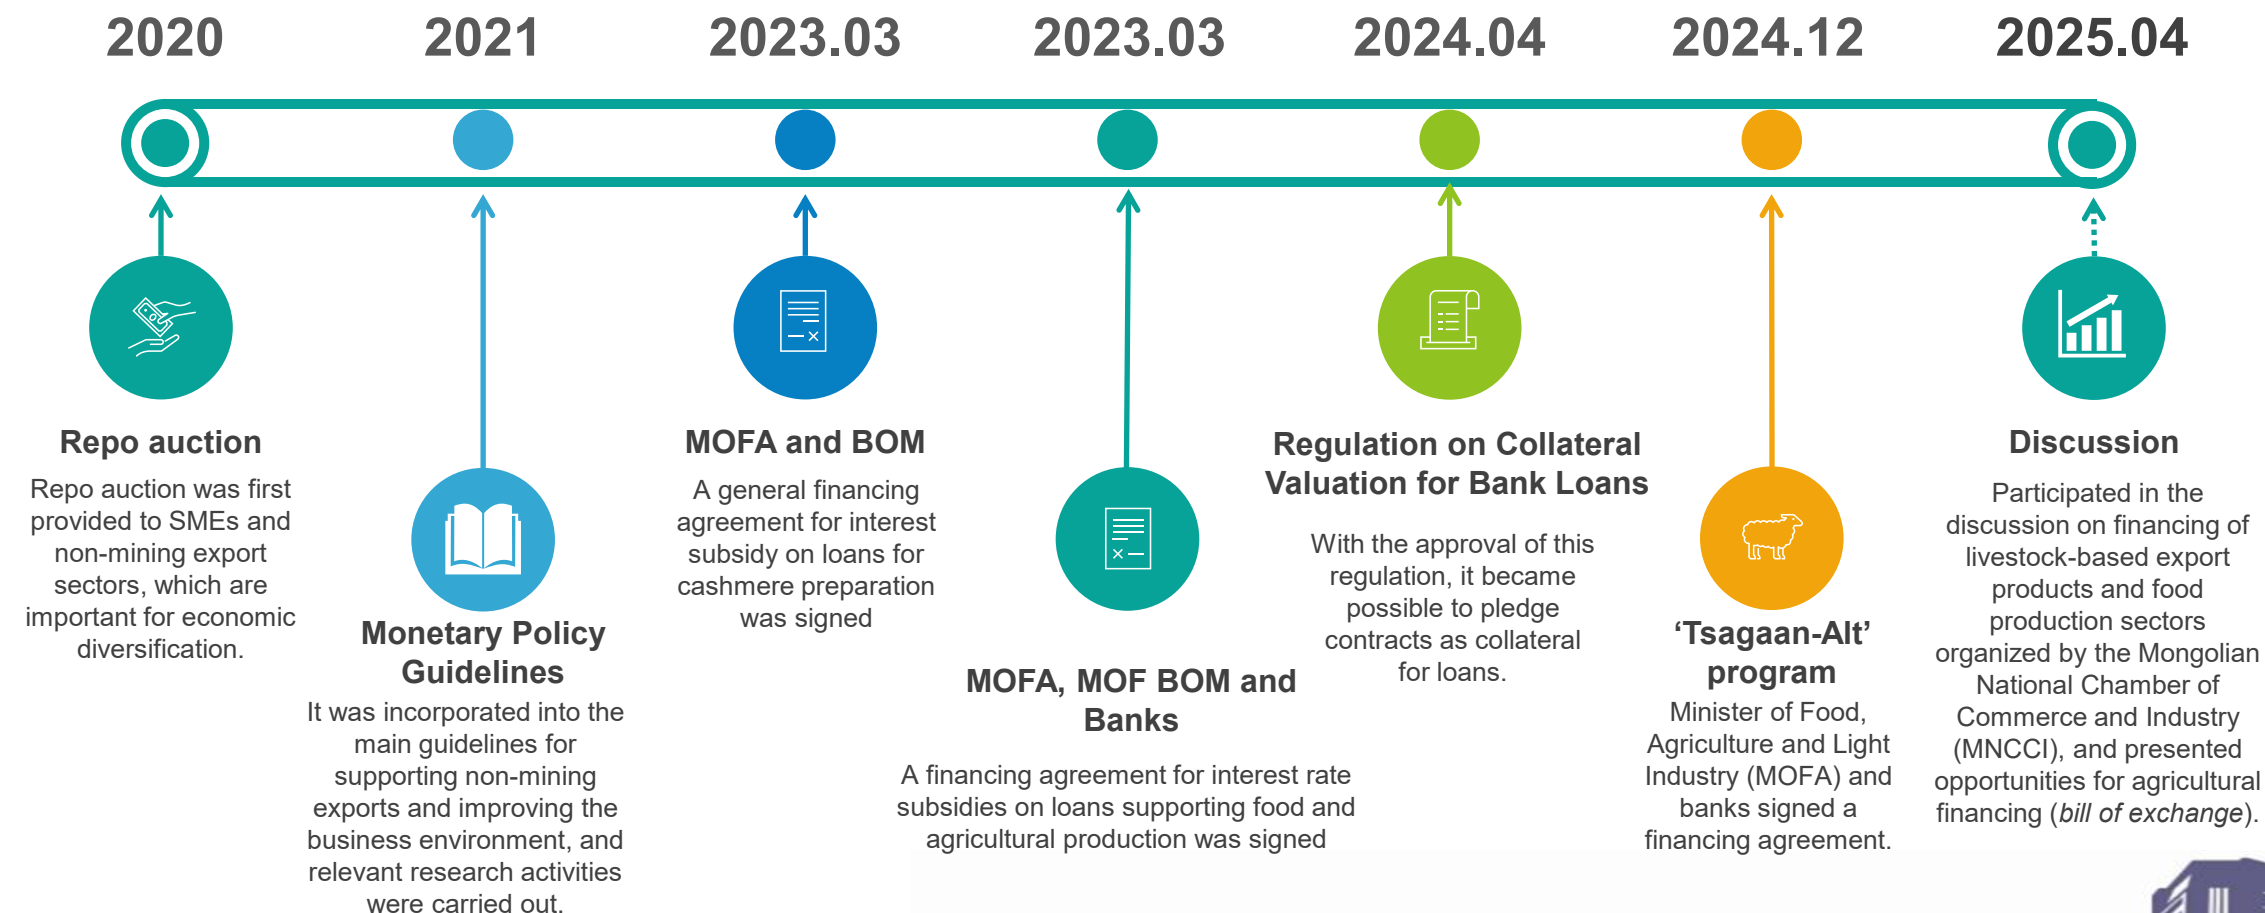 2020
2021
2023.03
2023.03
2024.04
2024.12
2025.04
Repo auction
Repo auction was first
provided to SMEs and
non-mining export
sectors, which are
important for economic
diversification.
Monetary Policy
Guidelines
It was incorporated into the
main guidelines for
supporting non-mining
exports and improving the
business environment, and
relevant research activities
were carried out.
MOFA and BOM
A general financing
agreement for interest
subsidy on loans for
cashmere preparation
was signed
MOFA, MOF BOM and
Banks
A financing agreement for interest rate
subsidies on loans supporting food and
agricultural production was signed
Regulation on Collateral
Valuation for Bank Loans
With the approval of this
regulation, it became
possible to pledge
contracts as collateral
for loans.
‘Tsagaan-Alt’
program
Minister of Food,
Agriculture and Light
Industry (MOFA) and
banks signed a
financing agreement.
Discussion
Participated in the
discussion on financing of
livestock-based export
products and food
production sectors
organized by the Mongolian
National Chamber of
Commerce and Industry
(MNCCI), and presented
opportunities for agricultural
financing (bill of exchange).